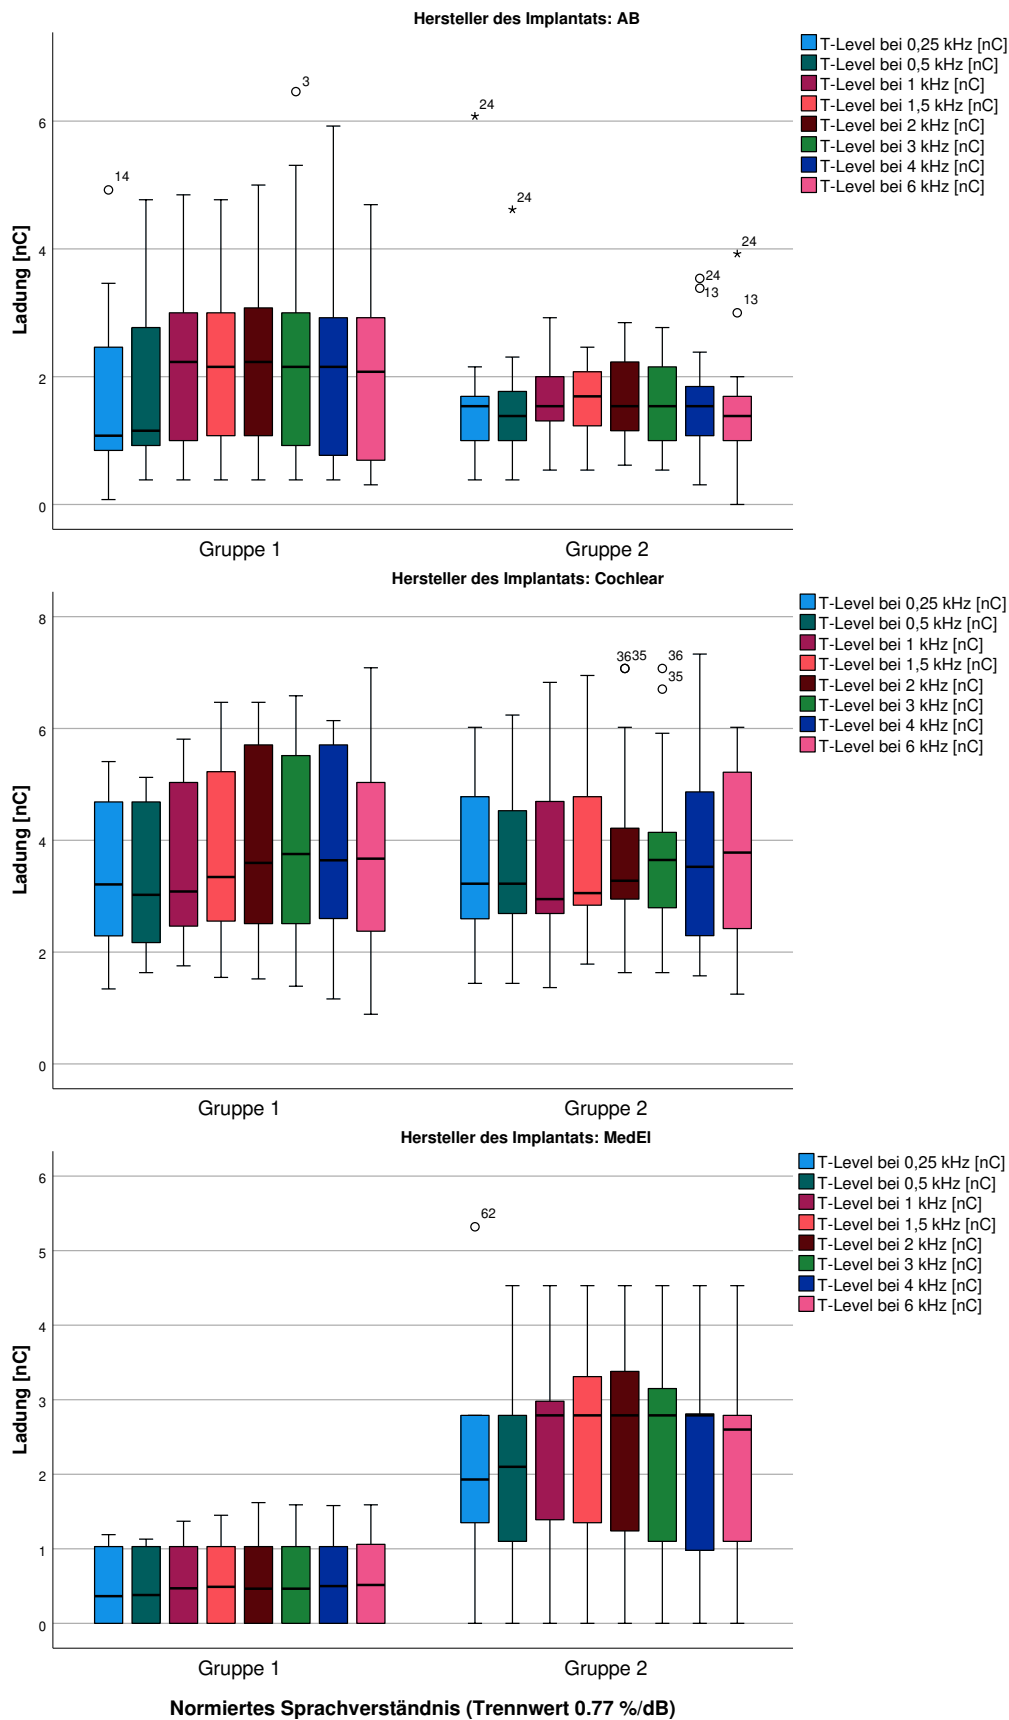 Hersteller des Implantats: AB
T-Level bei 0,25 kHz [nC]
T-Level bei 0,5 kHz [nC]
T-Level bei 1 kHz [nC]
T-Level bei 1,5 kHz [nC]
T-Level bei 2 kHz [nC]
T-Level bei 3 kHz [nC]
T-Level bei 4 kHz [nC]
T-Level bei 6 kHz [nC]
Ladung [nC]
6
4
2
0
14
3
24
24
24
13
24
13
Gruppe 1
Gruppe 2
Hersteller des Implantats: Cochlear
T-Level bei 0,25 kHz [nC]
T-Level bei 0,5 kHz [nC]
T-Level bei 1 kHz [nC]
T-Level bei 1,5 kHz [nC]
T-Level bei 2 kHz [nC]
T-Level bei 3 kHz [nC]
T-Level bei 4 kHz [nC]
T-Level bei 6 kHz [nC]
Ladung [nC]
8
6
4
2
0
36 35
36
35
Gruppe 1
Gruppe 2
Hersteller des Implantats: MedEl
T-Level bei 0,25 kHz [nC]
T-Level bei 0,5 kHz [nC]
T-Level bei 1 kHz [nC]
T-Level bei 1,5 kHz [nC]
T-Level bei 2 kHz [nC]
T-Level bei 3 kHz [nC]
T-Level bei 4 kHz [nC]
T-Level bei 6 kHz [nC]
Ladung [nC]
6
5
4
3
2
1
0
62
Gruppe 1
Gruppe 2
Normiertes Sprachverständnis (Trennwert 0.77 %/dB)